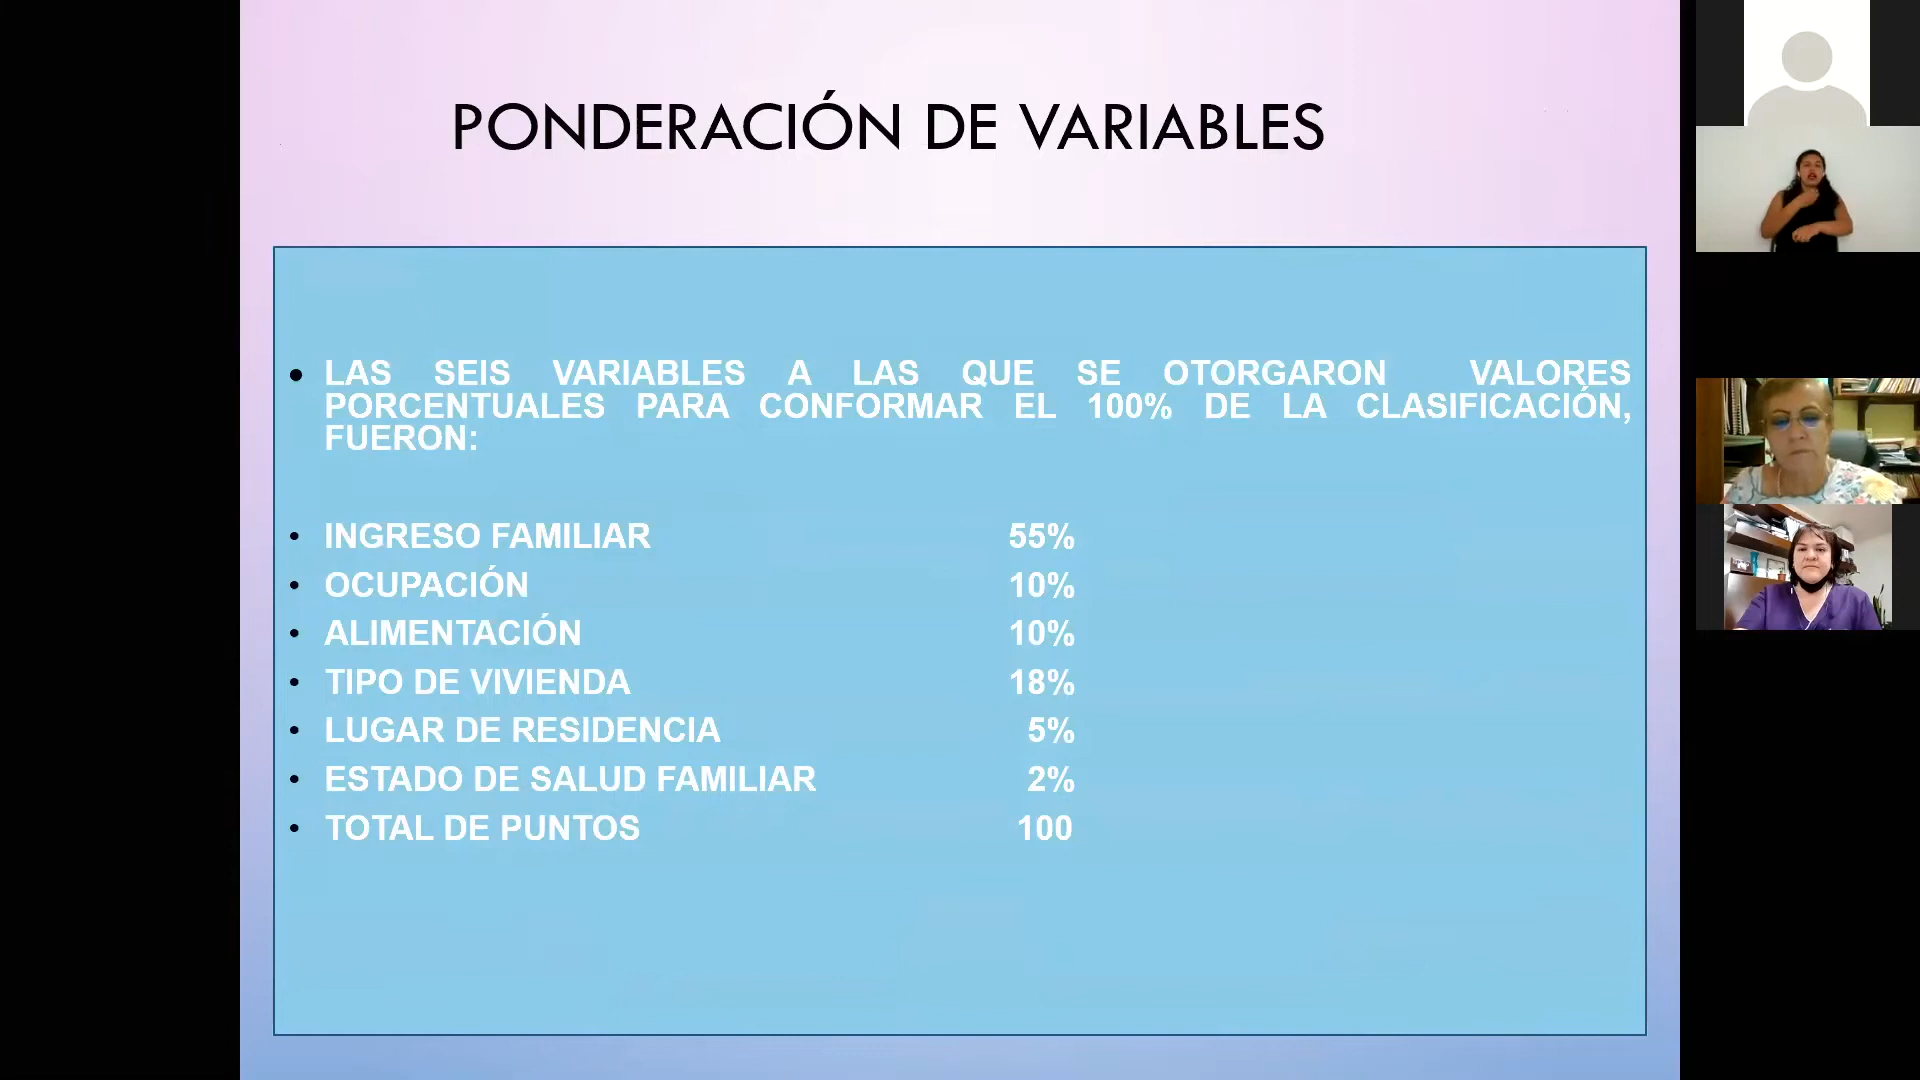 PONDERACIÓN DE VARIABLES
• LAS SEIS VARIABLES A LAS QUE SE OTORGARON VALORES
PORCENTUALES PARA CONFORMAR EL 100% DE LA CLASIFICACIÓN,
FUERON:
• INGRESO FAMILIAR 55%
• OCUPACIÓN 10%
• ALIMENTACIÓN 10%
• TIPO DE VIVIENDA 18%
• LUGAR DE RESIDENCIA 5%
• ESTADO DE SALUD FAMILIAR 2%
• TOTAL DE PUNTOS 100